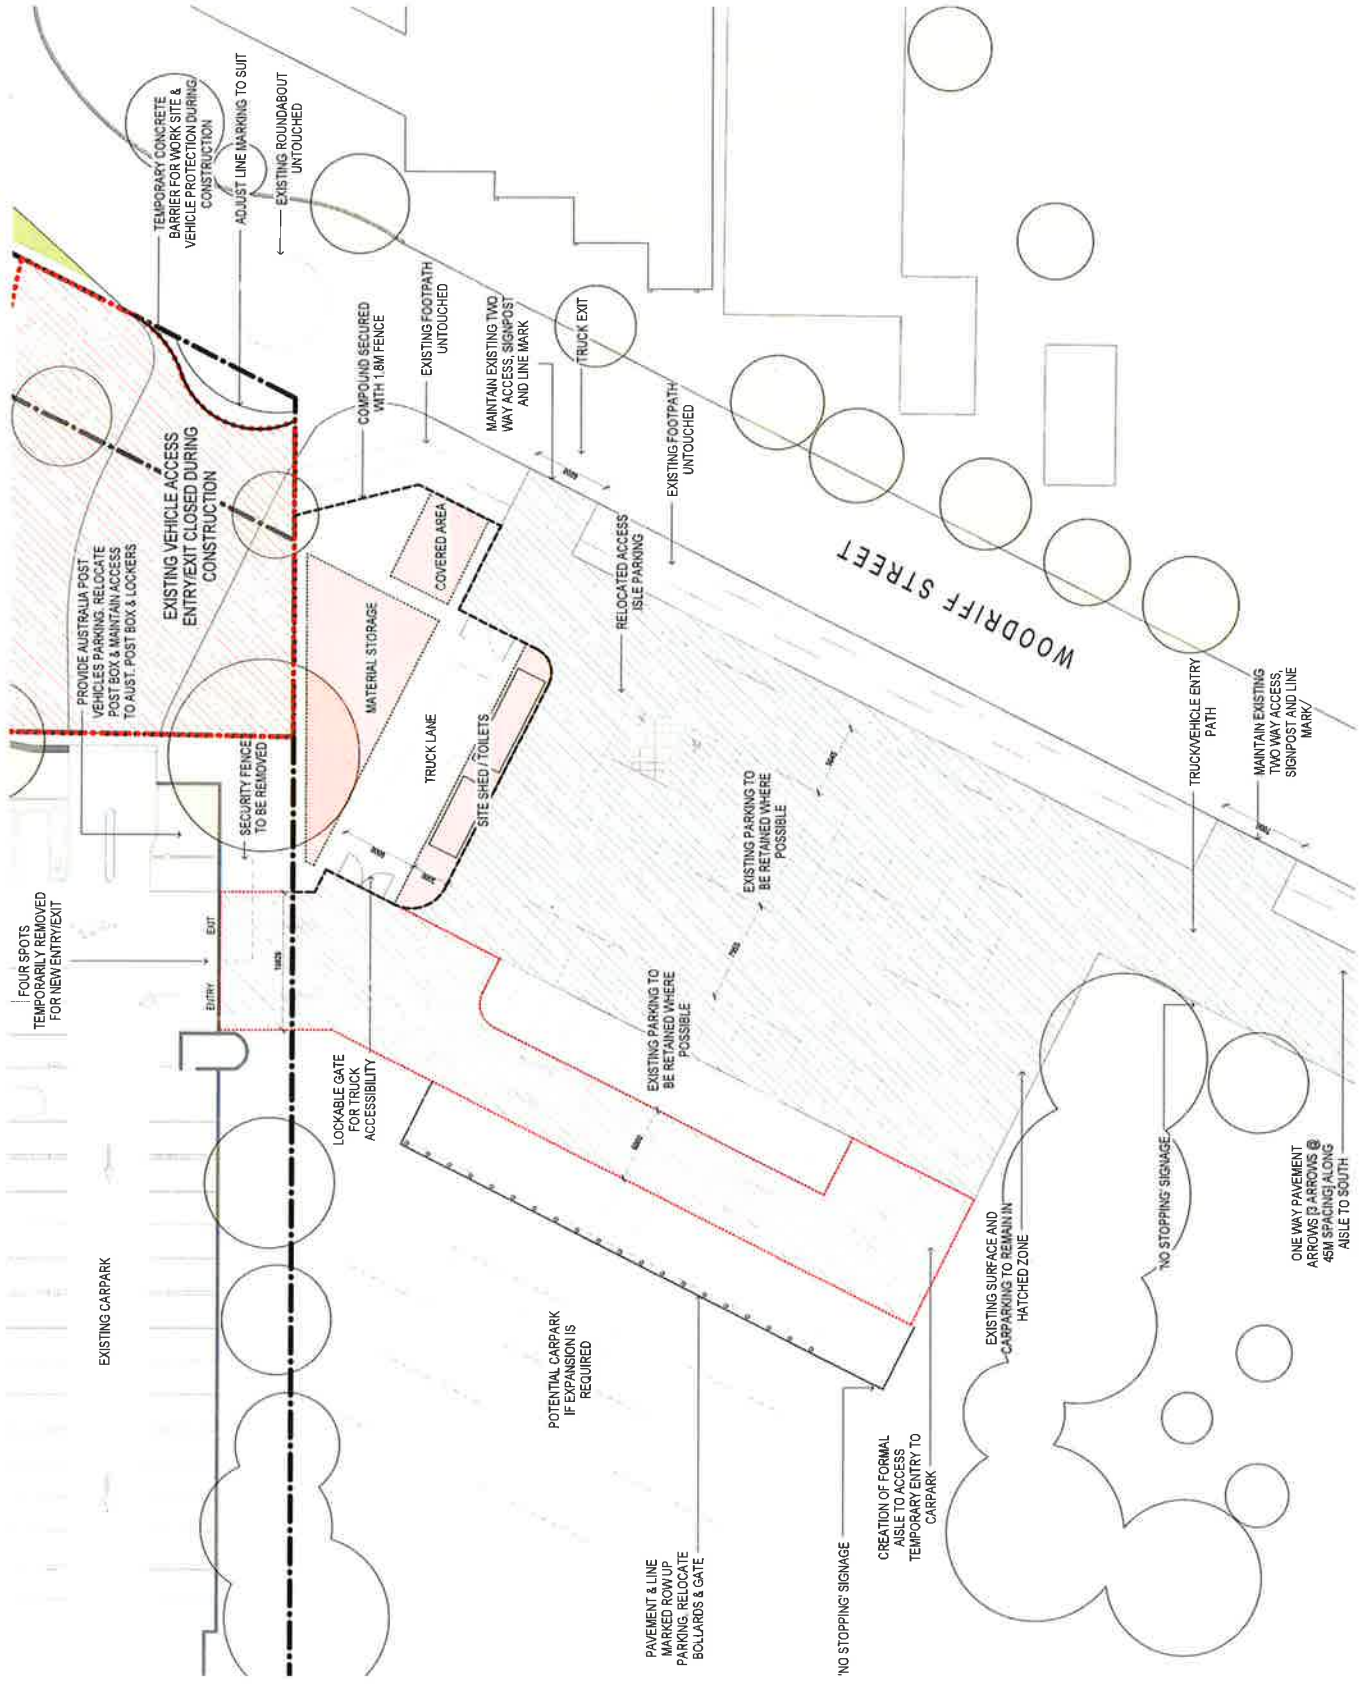 TEMPORARY CONCRETE
BARRIER FOR WORK SITE &
VEHICLE PROTECTION DURING
CONSTRUCTION
ADJUST LINE MARKING TO SUIT
EXISTING ROUNDABOUT
UNTOUCHED
COMPOUND SECURED
WITH 1.8M FENCE
EXISTING FOOTPATH
UNTOUCHED
MAINTAIN EXISTING TWO
WAY ACCESS, SIGNPOST
AND LINE MARK
TRUCK EXIT
EXISTING FOOTPATH
UNTOUCHED
PROVIDE AUSTRALIA POST
VEHICLES PARKING, RELOCATE
POST BOX & MAINTAIN ACCESS
TO AUST. POST BOX & LOCKERS
EXISTING VEHICLE ACCESS
ENTRY/EXIT CLOSED DURING
CONSTRUCTION
SECURITY FENCE
TO BE REMOVED
MATERIAL STORAGE
COVERED AREA
TRUCK LANE
SITE SHED / TOILETS
RELOCATED ACCESS
ISLE PARKING
WOODRIFF STREET
TRUCK/VEHICLE ENTRY
PATH
MAINTAIN EXISTING
TWO WAY ACCESS,
SIGNPOST AND LINE
MARK/
FOUR SPOTS
TEMPORARILY REMOVED
FOR NEW ENTRY/EXIT
ENTRY
EXIT
EXISTING PARKING TO
BE RETAINED WHERE
POSSIBLE
EXISTING PARKING TO
BE RETAINED WHERE
POSSIBLE
LOCKABLE GATE
FOR TRUCK
ACCESSIBILITY
EXISTING CARPARK
POTENTIAL CARPARK
IF EXPANSION IS
REQUIRED
EXISTING SURFACE AND
CARPARKING TO REMAIN IN
HATCHED ZONE
'NO STOPPING' SIGNAGE
ONE WAY PAVEMENT
ARROWS [3 ARROWS @
45M SPACING] ALONG
AISLE TO SOUTH
PAVEMENT & LINE
MARKED ROW UP
PARKING, RELOCATE
BOLLARDS & GATE
'NO STOPPING' SIGNAGE
CREATION OF FORMAL
AISLE TO ACCESS
TEMPORARY ENTRY TO
CARPARK